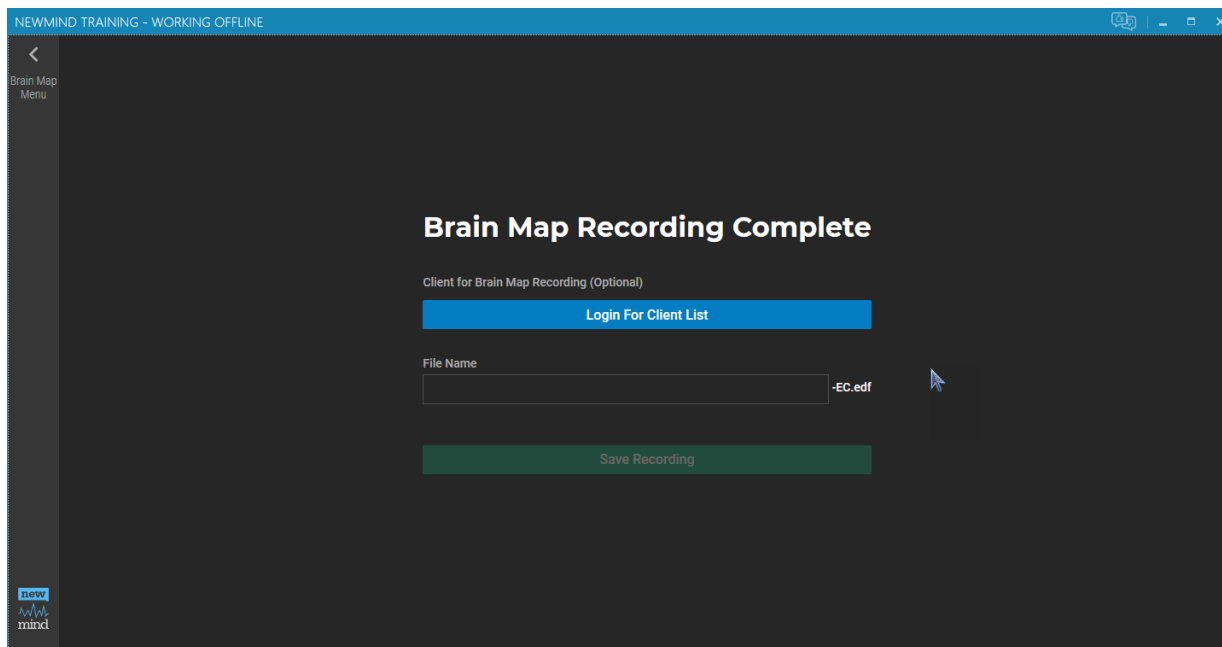 NEWMIND TRAINING - WORKING OFFLINE
Brain Map
Menu
Brain Map Recording Complete
Client for Brain Map Recording (Optional)
Login For Client List
File Name
-EC.edf
Save Recording
new
mind